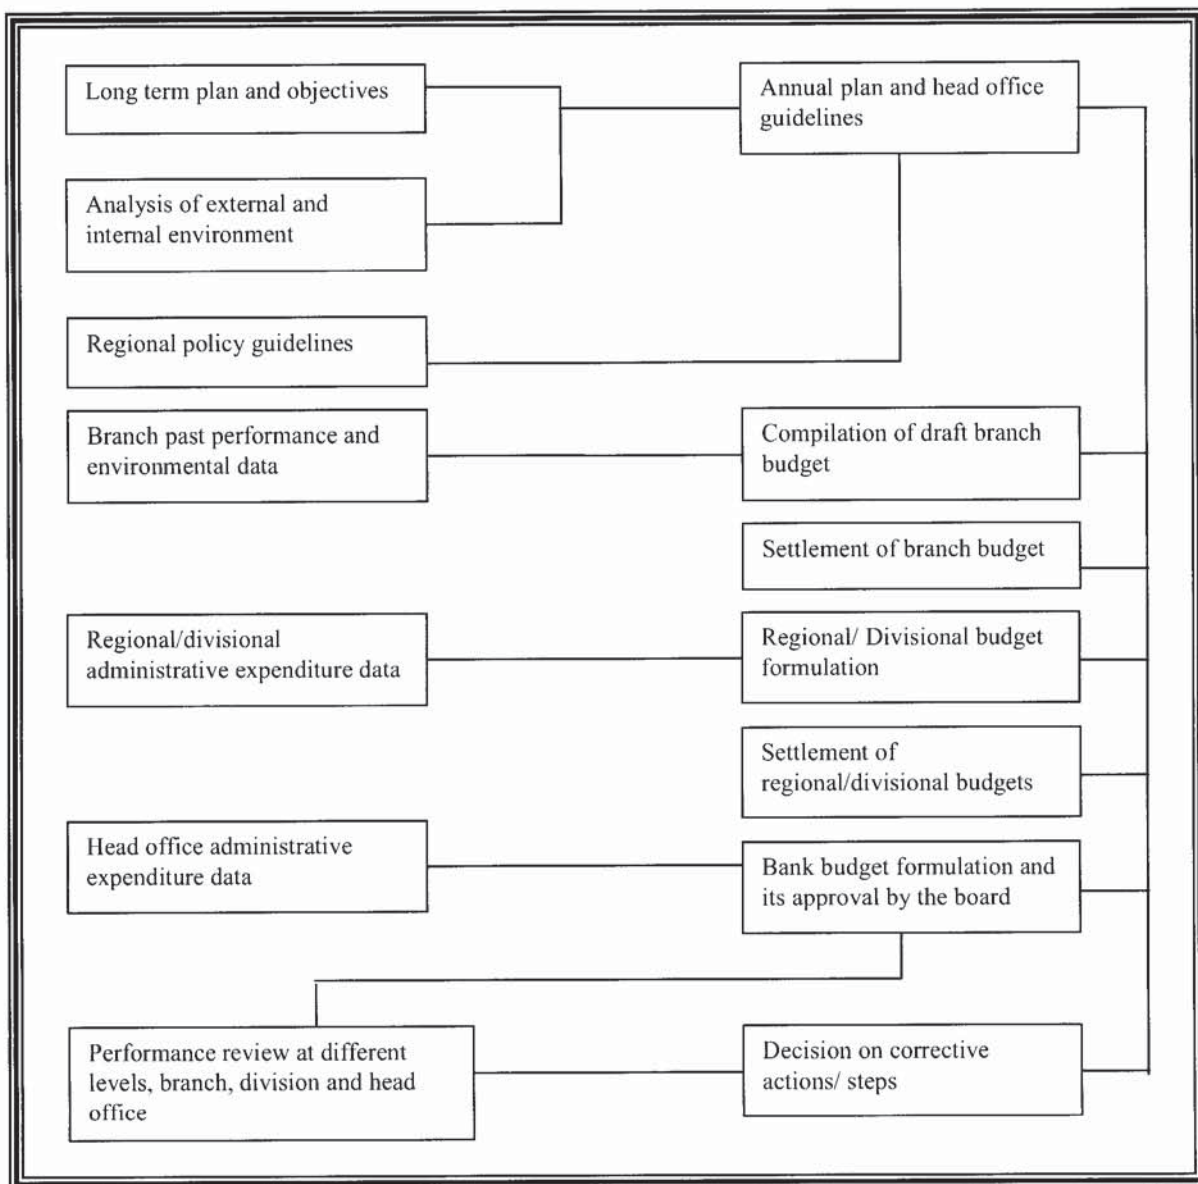 Long term plan and objectives
Annual plan and head office
guidelines
Analysis of external and
internal environment
Regional policy guidelines
Branch past performance and
environmental data
Compilation of draft branch
budget
Settlement of branch budget
Regional/divisional
administrative expenditure data
Regional/ Divisional budget
formulation
Settlement of
regional/divisional budgets
Head office administrative
expenditure data
Bank budget formulation and
its approval by the board
Performance review at different
levels, branch, division and head
office
Decision on corrective
actions/ steps